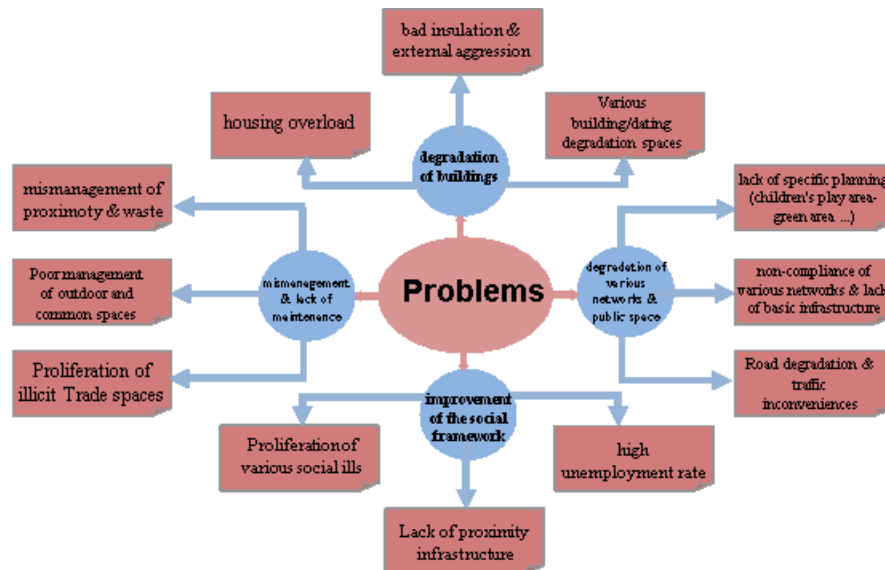 bad insulation &
external aggression
housing overload
Various
building/dating
degradation spaces
degradation
of buildings
mismanagement of
proximoty & waste
lack of specific planning
(children's play area-
green area ...)
Poor management
of outdoor and
common spaces
mismanagement
& lack of
maintenance
Problems
degradation of
various
networks &
public space
non-compliance of
various networks & lack
of basic infrastructure
Proliferation of
illicit Trade spaces
Road degradation &
traffic
inconveniences
improvement
of the social
framework
Proliferation of
various social ills
high
unemployment rate
Lack of proximity
infrastructure